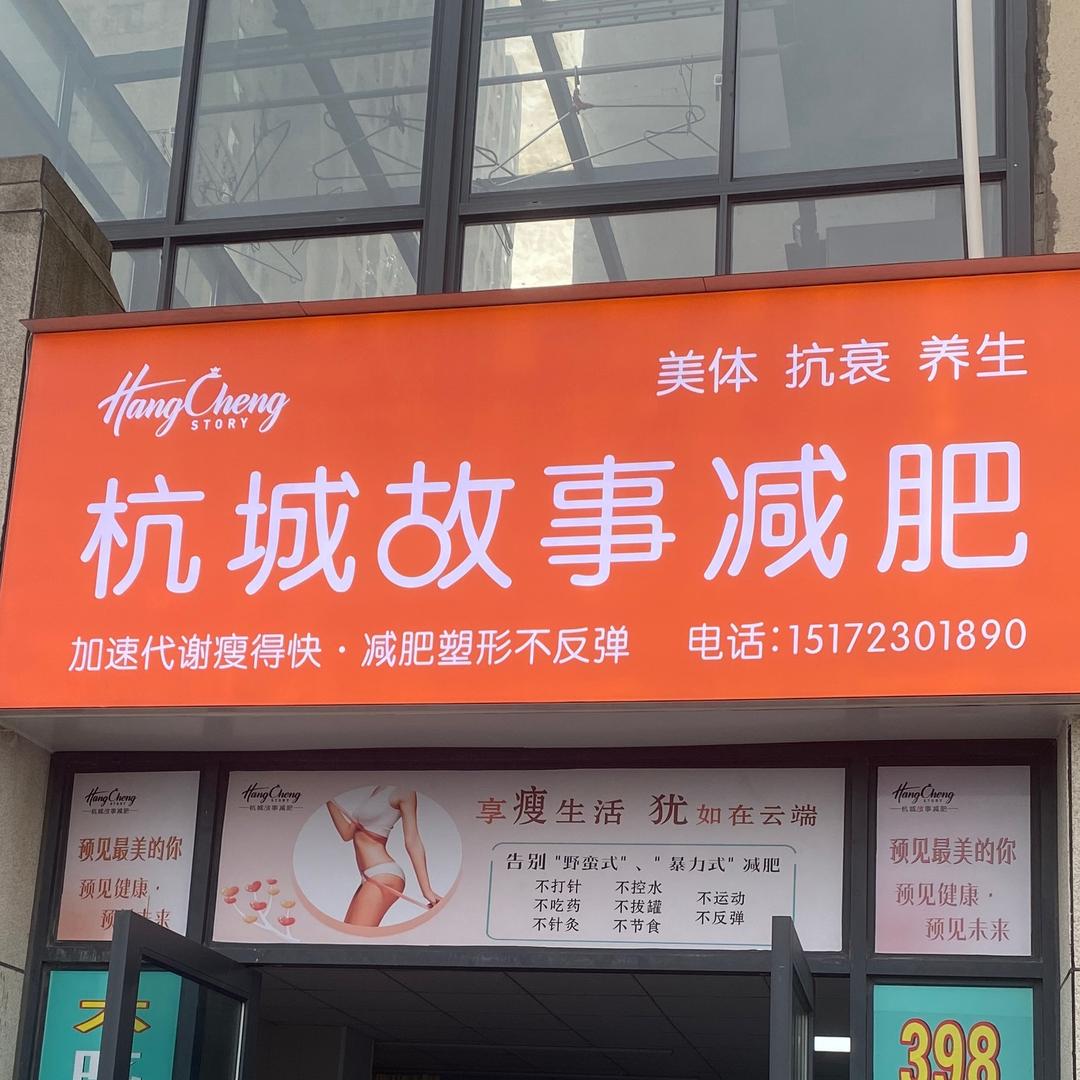 HangCheng
STORY
美体 抗衰 养生
杭城故事减肥
加速代谢瘦得快·减肥塑形不反弹
电话:15172301890
HangCheng
STORY
杭城故事减肥
预见最美的你
预见健康·
预见未来
HangCheng
STORY
杭城故事减肥
享瘦生活 犹如在云端
告别"野蛮式"、"暴力式"减肥
不打针 不控水 不运动
不吃药 不拔罐 不反弹
不针灸 不节食
HangCheng
STORY
杭城故事减肥
预见最美的你
预见健康·
预见未来
398